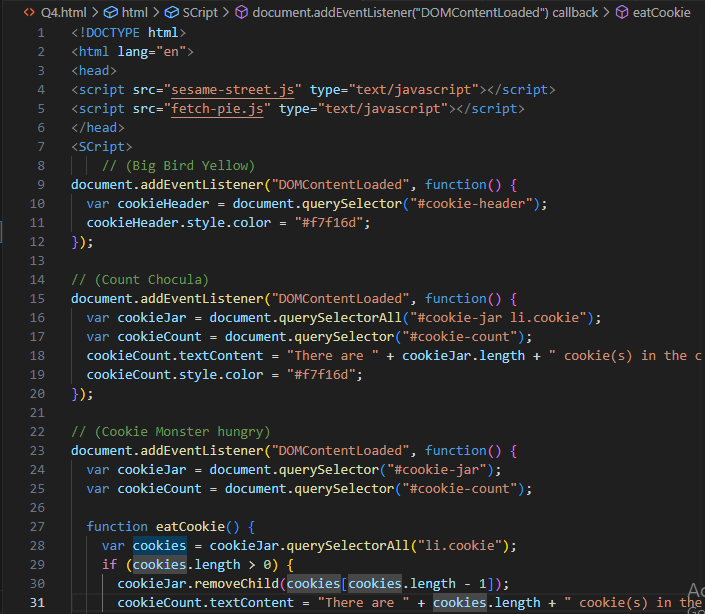 Q4.html > html > SCript > document.addEventListener("DOMContentLoaded") callback > eatCookie
1 <!DOCTYPE html>
2 <html lang="en">
3 <head>
4 <script src="sesame-street.js" type="text/javascript"></script>
5 <script src="fetch-pie.js" type="text/javascript"></script>
6 </head>
7 <SCript>
8 // (Big Bird Yellow)
9 document.addEventListener("DOMContentLoaded", function() {
10 var cookieHeader = document.querySelector("#cookie-header");
11 cookieHeader.style.color = "#f7f16d";
12 });
13
14 // (Count Chocula)
15 document.addEventListener("DOMContentLoaded", function() {
16 var cookieJar = document.querySelectorAll("#cookie-jar li.cookie");
17 var cookieCount = document.querySelector("#cookie-count");
18 cookieCount.textContent = "There are " + cookieJar.length + " cookie(s) in the c
19 cookieCount.style.color = "#f7f16d";
20 });
21
22 // (Cookie Monster hungry)
23 document.addEventListener("DOMContentLoaded", function() {
24 var cookieJar = document.querySelector("#cookie-jar");
25 var cookieCount = document.querySelector("#cookie-count");
26
27 function eatCookie() {
28 var cookies = cookieJar.querySelectorAll("li.cookie");
29 if (cookies.length > 0) {
30 cookieJar.removeChild(cookies[cookies.length - 1]);
31 cookieCount.textContent = "There are " + cookies.length + " cookie(s) in the